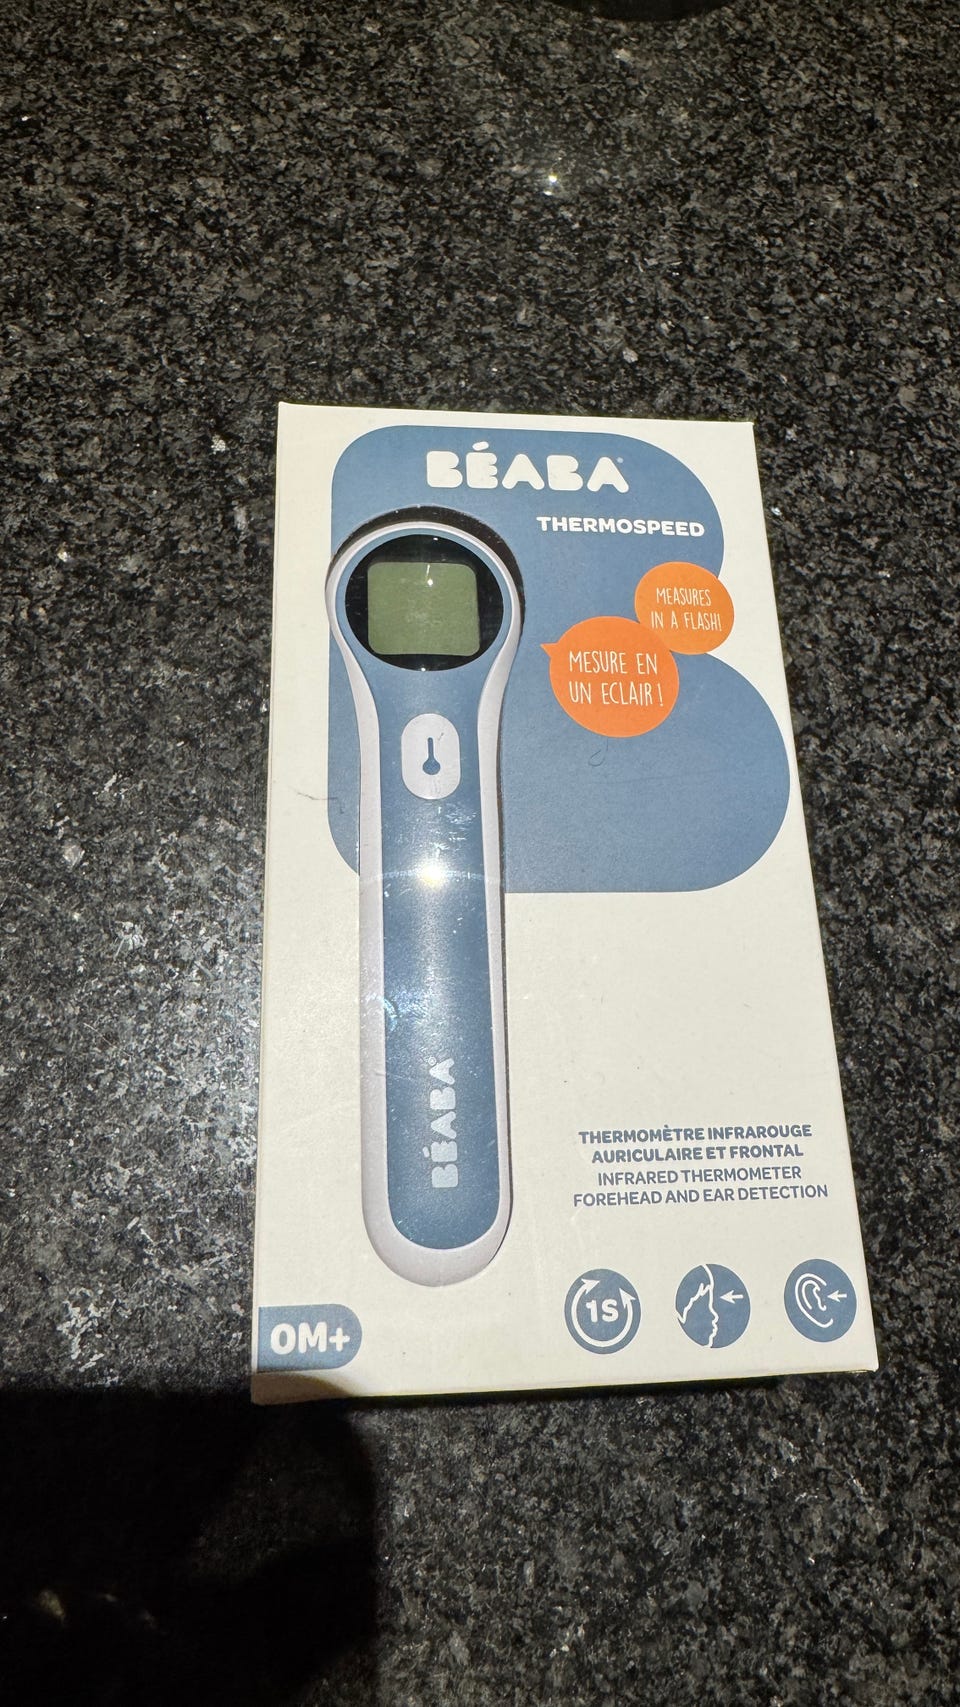 BÉABA®
THERMOSPEED
MEASURES
IN A FLASH!
MESURE EN
UN ECLAIR !
BÉABA®
THERMOMÈTRE INFRAROUGE
AURICULAIRE ET FRONTAL
INFRARED THERMOMETER
FOREHEAD AND EAR DETECTION
1S
0M+